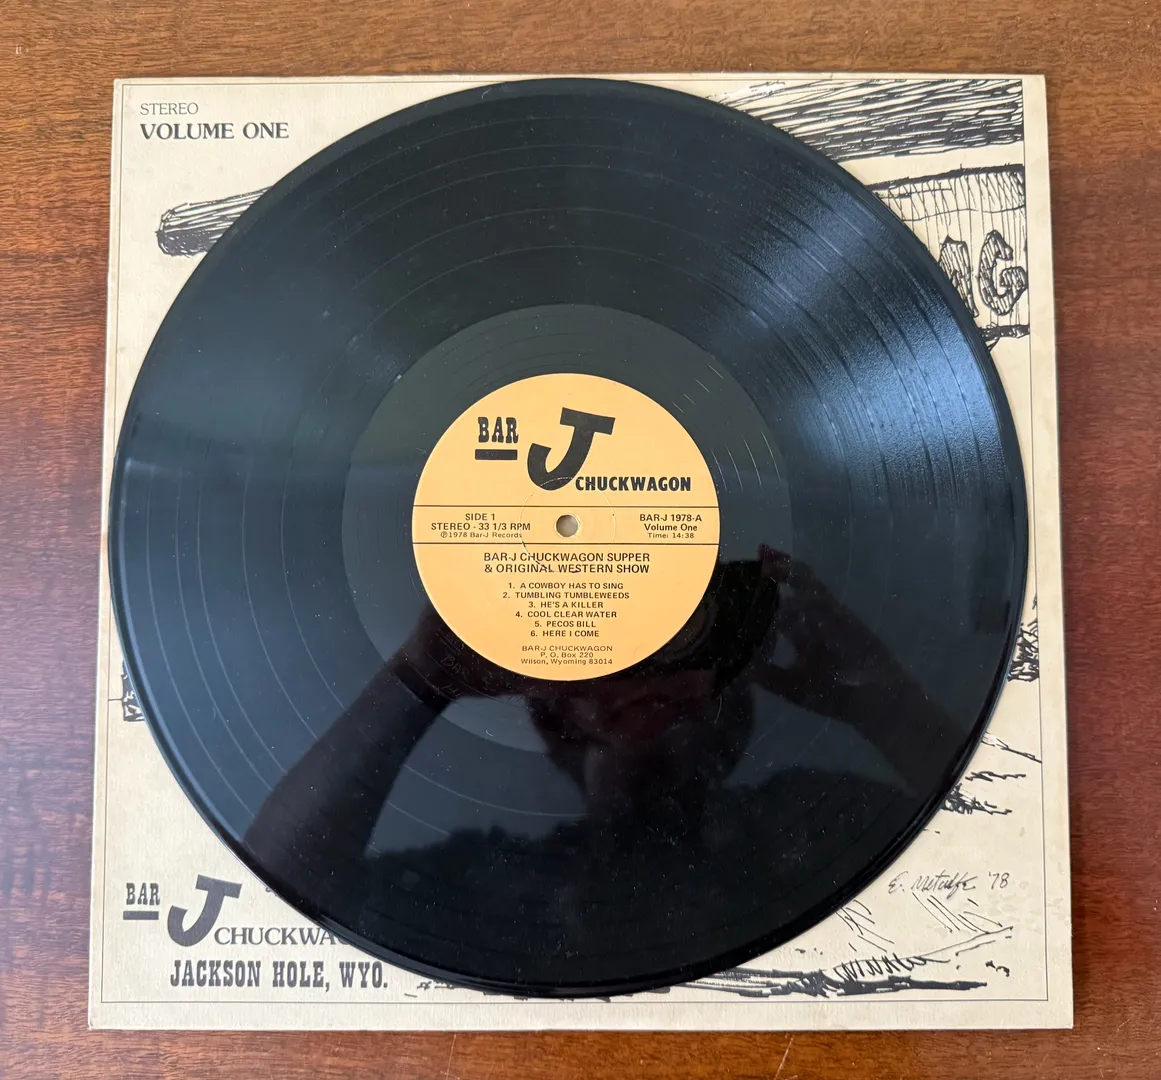 STEREO
VOLUME ONE
NG
BAR
J
CHUCKWAGON
SIDE 1
STEREO - 33 1/3 RPM
℗1978 Bar-J Records
BAR-J 1978-A
Volume One
Time: 14:38
BAR-J CHUCKWAGON SUPPER
& ORIGINAL WESTERN SHOW
1. A COWBOY HAS TO SING
2. TUMBLING TUMBLEWEEDS
3. HE'S A KILLER
4. COOL CLEAR WATER
5. PECOS BILL
6. HERE I COME
BAR-J CHUCKWAGON
P. O. Box 220
Wilson, Wyoming 83014
E. Metcalfe '78
BAR
J
CHUCKWAG
JACKSON HOLE, WYO.